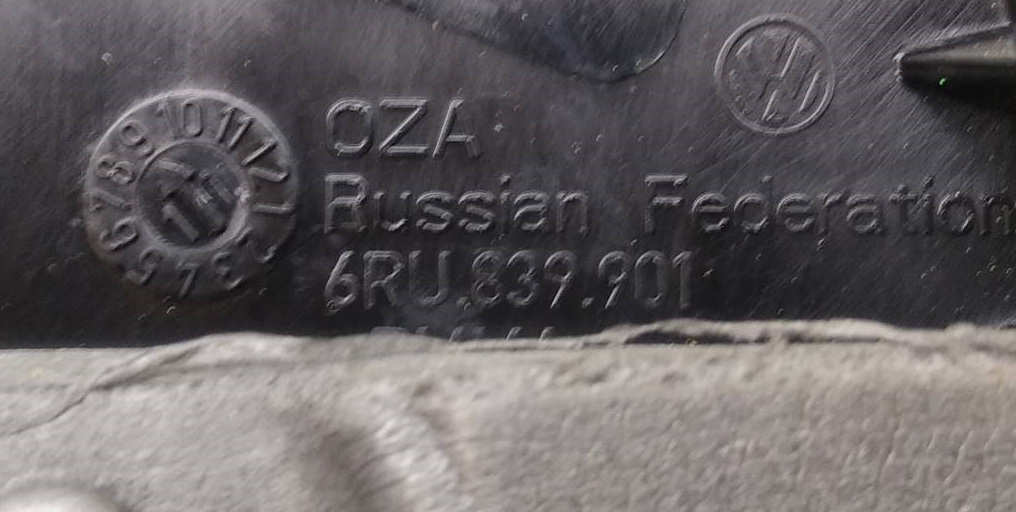 OZA
Russian Federation
6RU.839.901